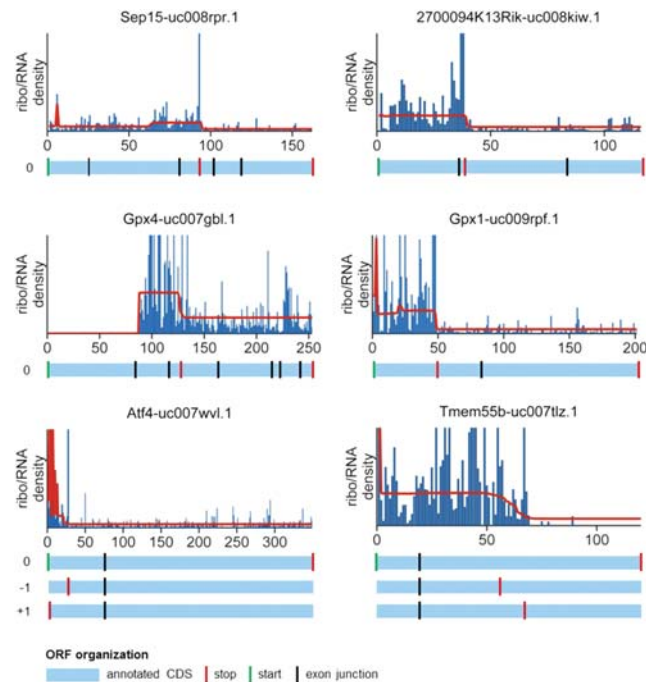 Sep15-uc008rpr.1
2700094K13Rik-uc008kiw.1
ribo/RNA
density
0 50 100 150
0
ribo/RNA
density
0 50 100
Gpx4-uc007gbl.1
Gpx1-uc009rpf.1
ribo/RNA
density
0 50 100 150 200 250
0
ribo/RNA
density
0 50 100 150 200
Atf4-uc007wvl.1
Tmem55b-uc007tlz.1
ribo/RNA
density
0 50 100 150 200 250 300
0
-1
+1
ribo/RNA
density
0 50 100
ORF organization
annotated CDS stop start exon junction